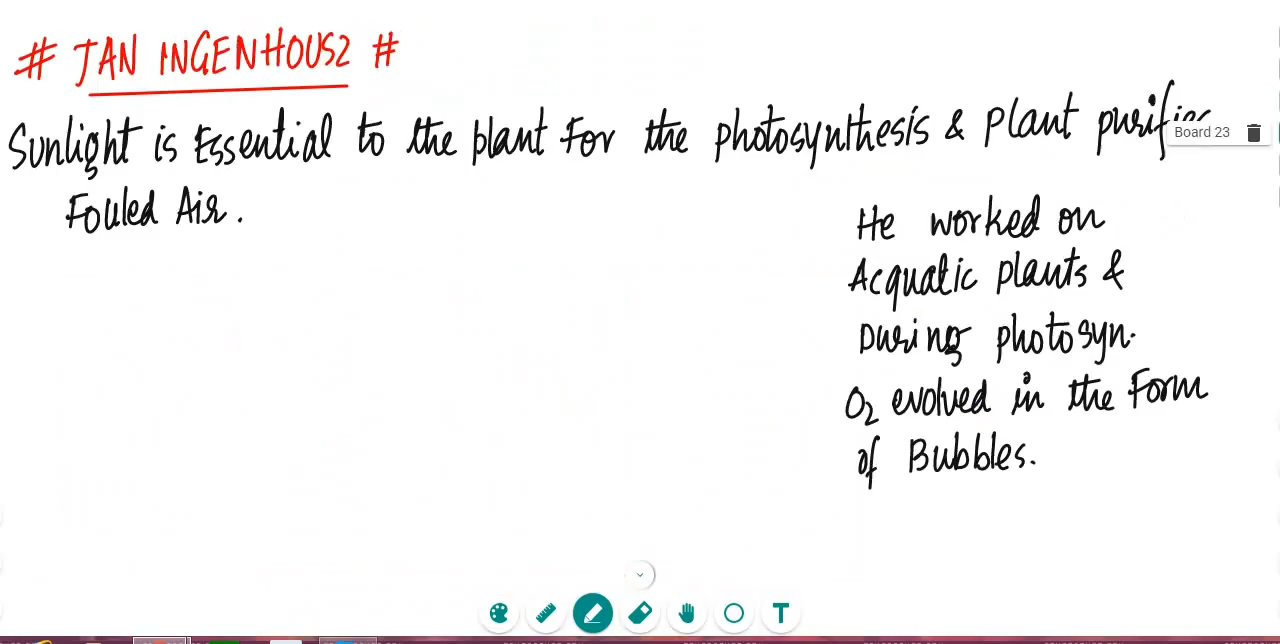 # JAN INGENHOUSZ #
Sunlight is Essential to the plant For the photosynthesis & Plant purifies
Board 23
Fouled Air.
He worked on
Acquatic plants &
During photosyn.
O2 evolved in the Form
of Bubbles.
T